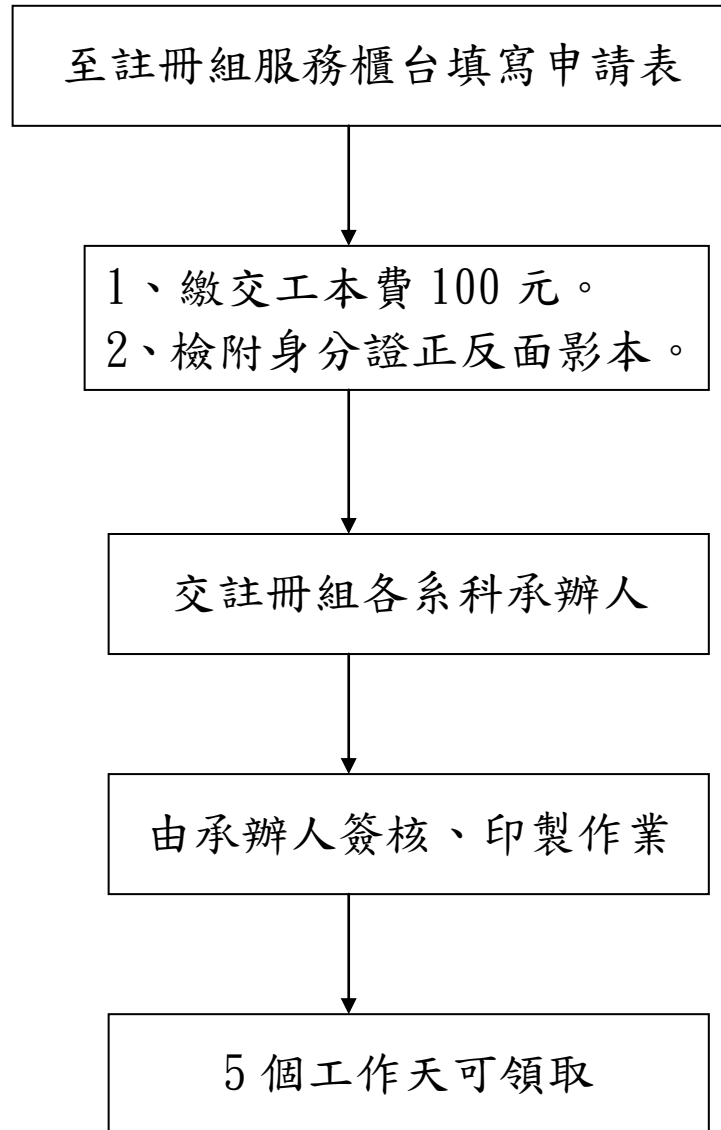 至註冊組服務櫃台填寫申請表
1、繳交工本費 100 元。
2、檢附身分證正反面影本。
交註冊組各系科承辦人
由承辦人簽核、印製作業
5 個工作天可領取